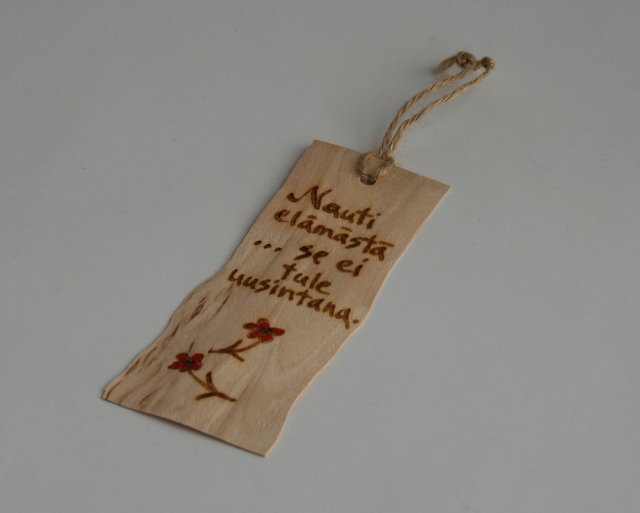 Nauti
elämästä
... se ei
tule
uusintana.